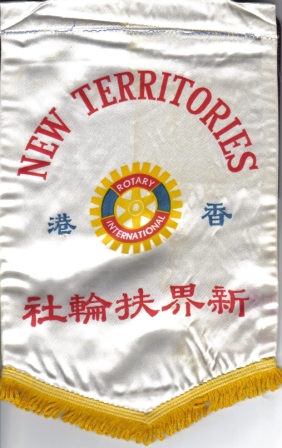 NEW TERRITORIES
ROTARY
INTERNATIONAL
香港
新界扶輪社